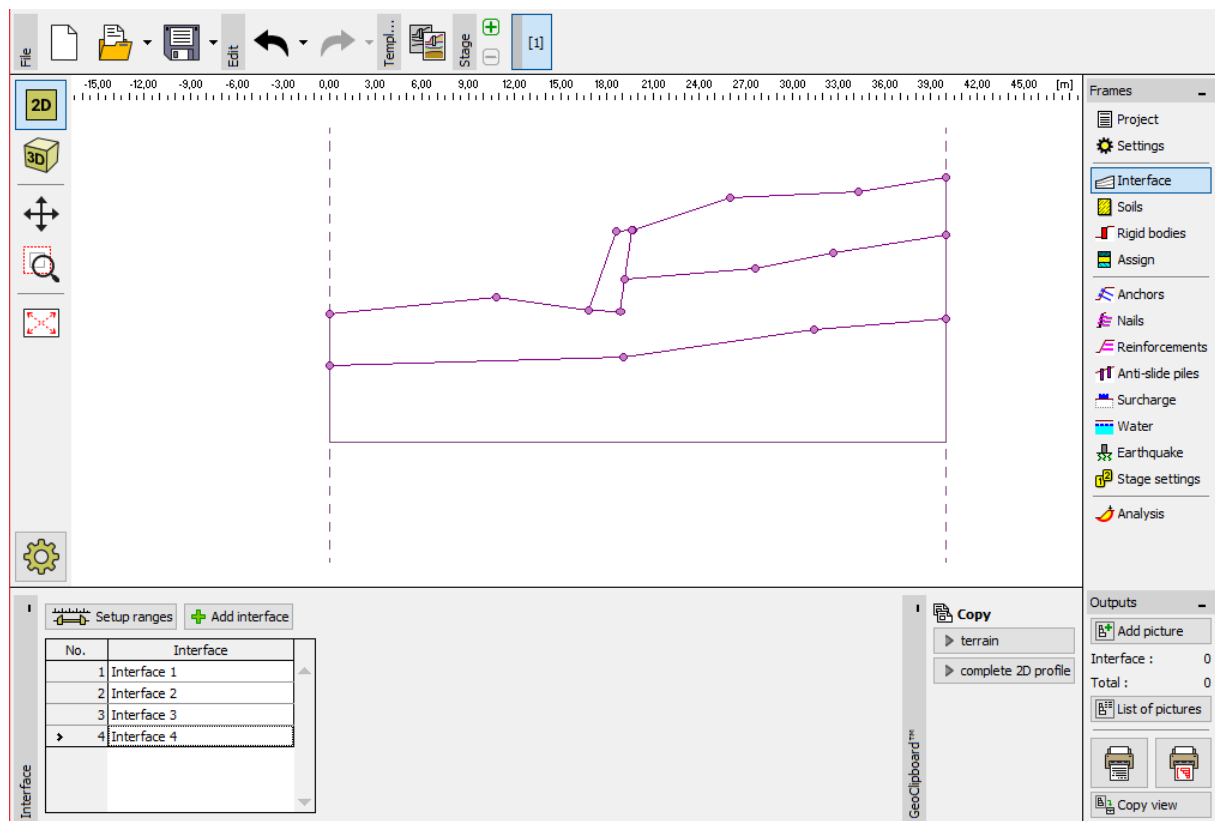 File
Edit
Templ...
Stage
[1]
2D
3D
-15,00 -12,00 -9,00 -6,00 -3,00 0,00 3,00 6,00 9,00 12,00 15,00 18,00 21,00 24,00 27,00 30,00 33,00 36,00 39,00 42,00 45,00 [m]
Frames
Project
Settings
Interface
Soils
Rigid bodies
Assign
Anchors
Nails
Reinforcements
Anti-slide piles
Surcharge
Water
Earthquake
Stage settings
Analysis
Interface
Setup ranges Add interface
No. Interface
1 Interface 1
2 Interface 2
3 Interface 3
4 Interface 4
GeoClipboard™
Copy
terrain
complete 2D profile
Outputs
Add picture
Interface : 0
Total : 0
List of pictures
Copy view